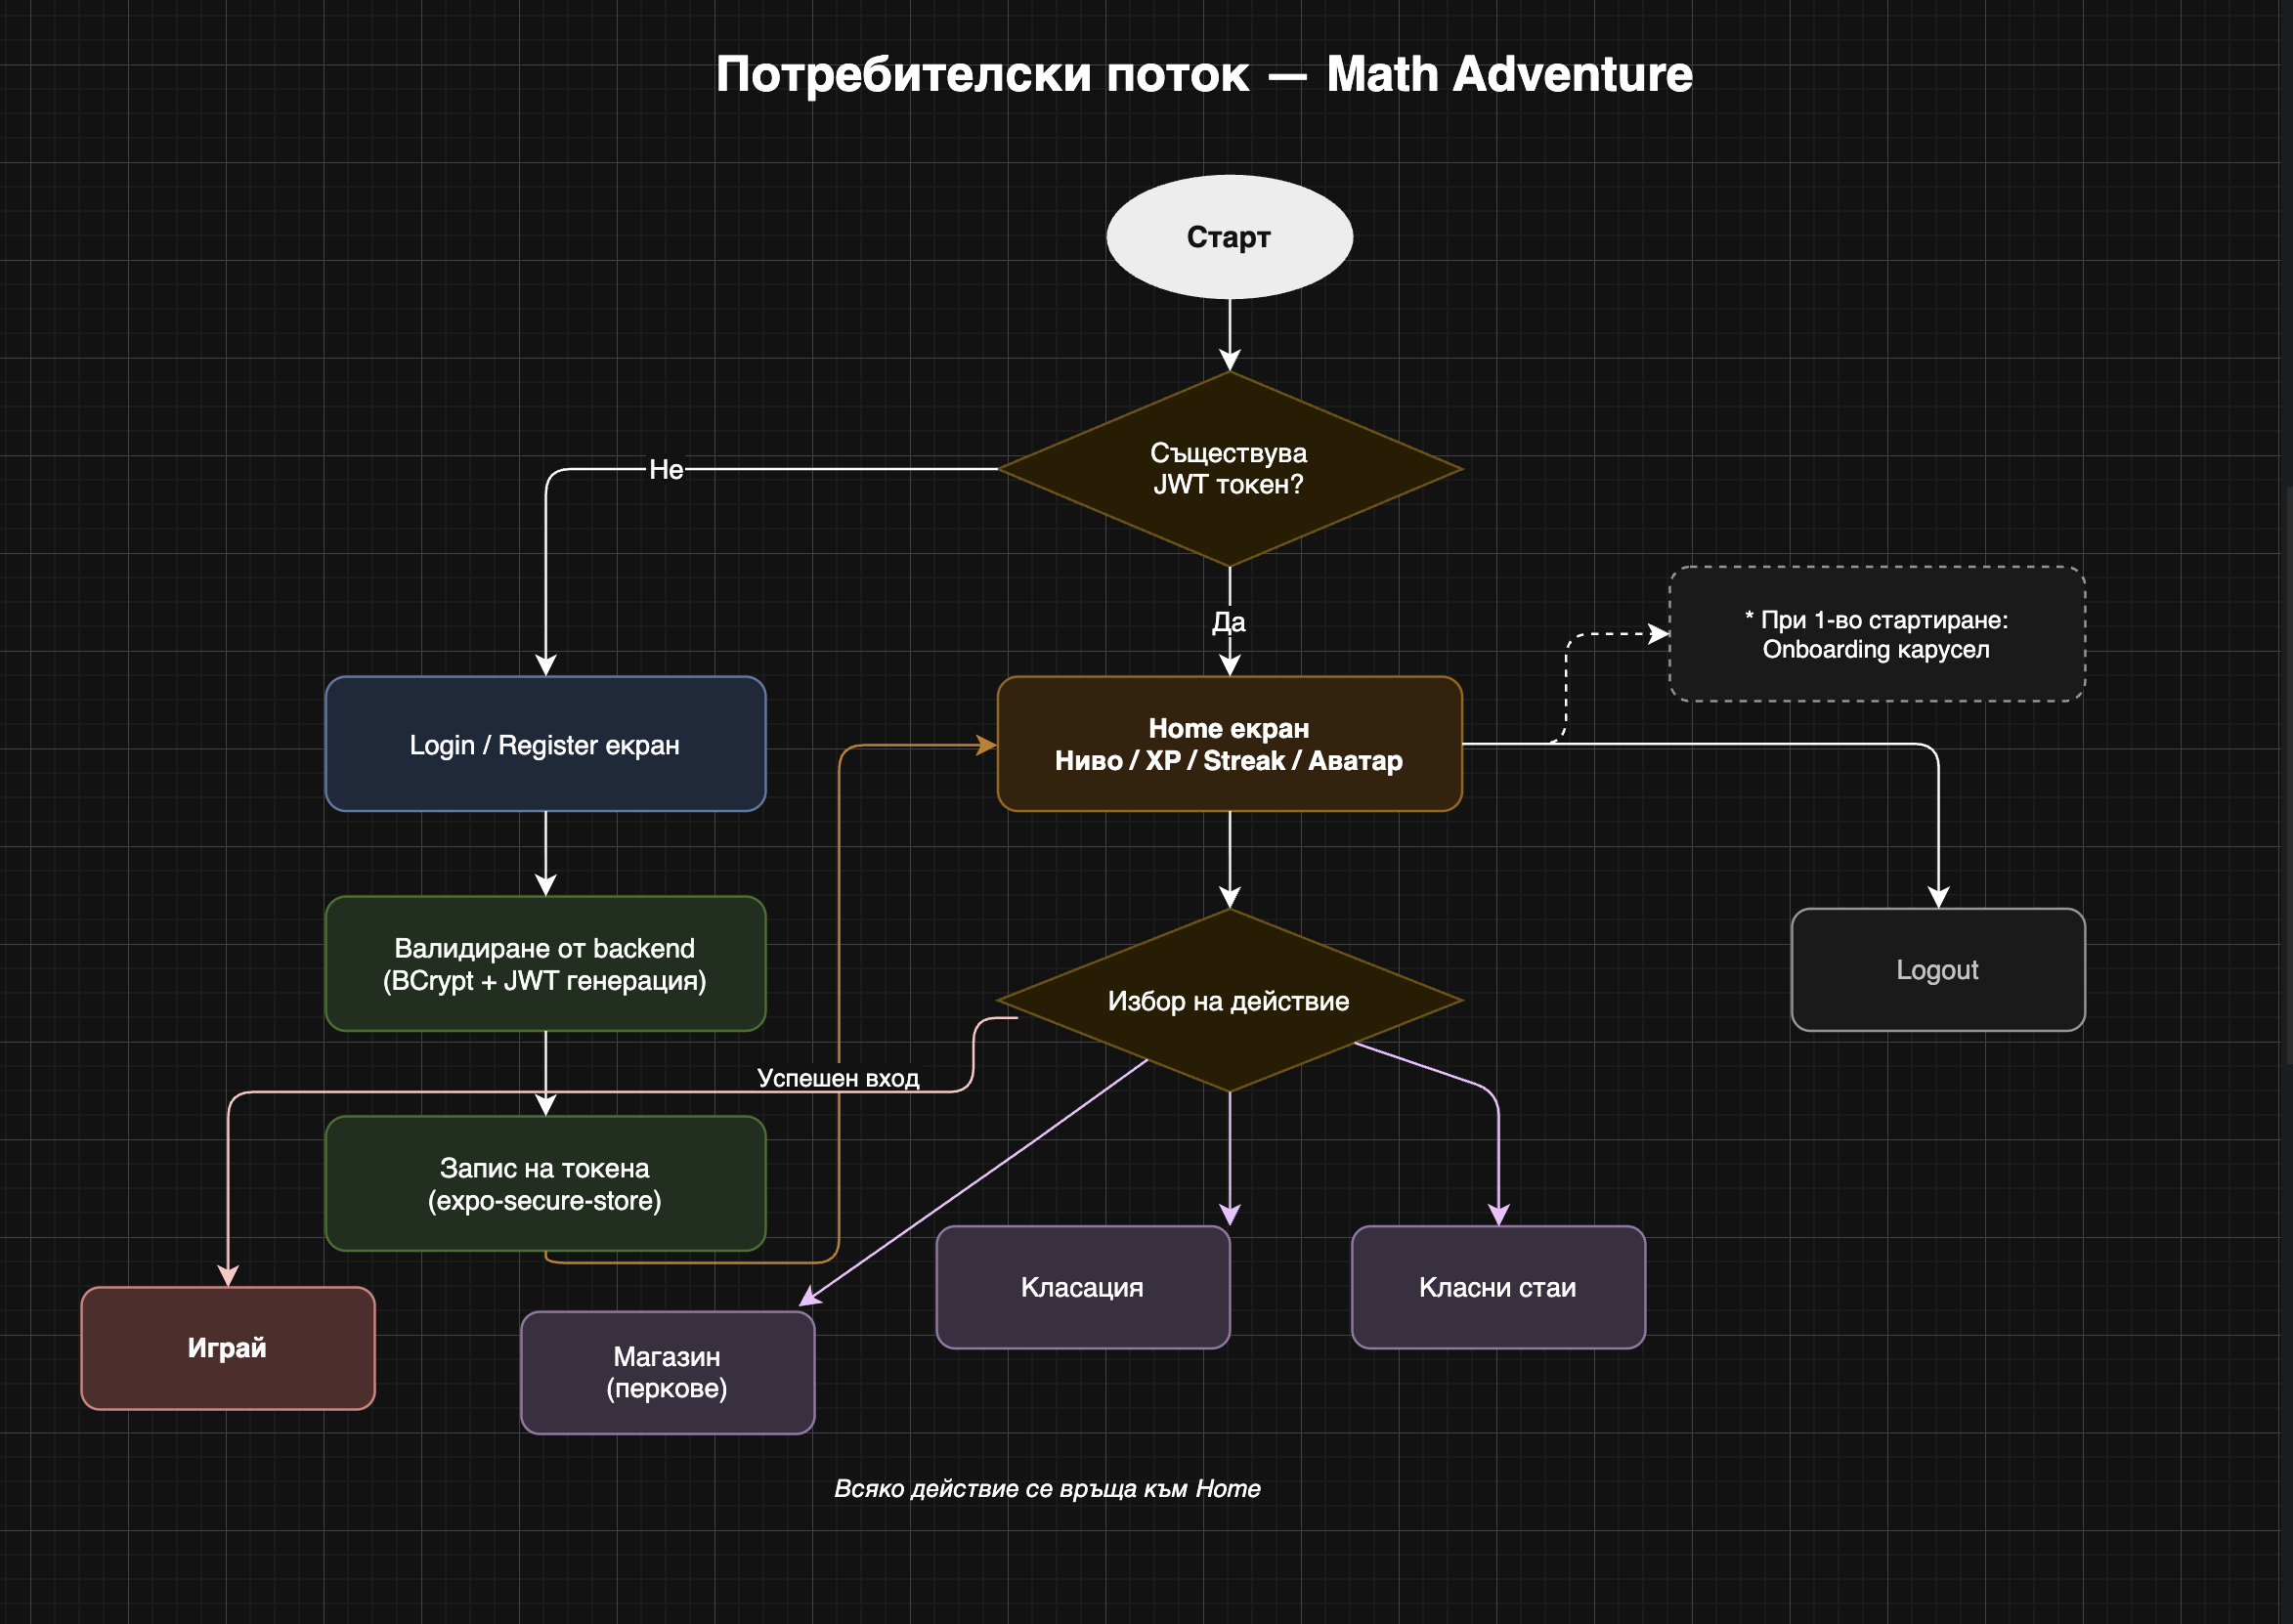 Потребителски поток — Math Adventure
Старт
Съществува
JWT токен?
Не
Да
* При 1-во стартиране:
Onboarding карусел
Login / Register екран
Home екран
Ниво / XP / Streak / Аватар
Валидиране от backend
(BCrypt + JWT генерация)
Избор на действие
Logout
Успешен вход
Запис на токена
(expo-secure-store)
Класация
Класни стаи
Играй
Магазин
(перкове)
Всяко действие се връща към Home